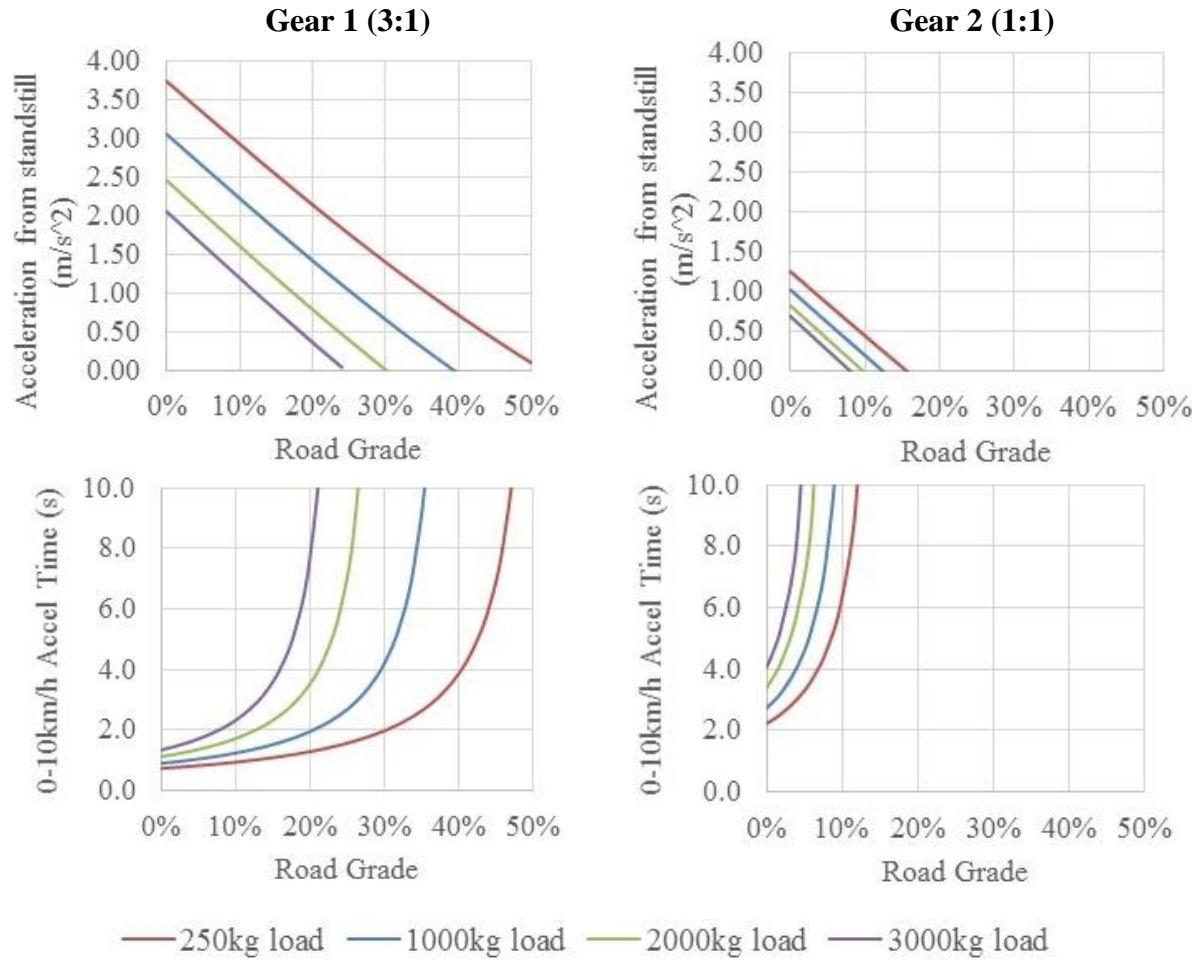 Gear 1 (3:1)
Gear 2 (1:1)
Acceleration from standstill
(m/s^2)
4.00
3.50
3.00
2.50
2.00
1.50
1.00
0.50
0.00
0% 10% 20% 30% 40% 50%
Road Grade
Acceleration from standstill
(m/s^2)
4.00
3.50
3.00
2.50
2.00
1.50
1.00
0.50
0.00
0% 10% 20% 30% 40% 50%
Road Grade
0-10km/h Accel Time (s)
10.0
8.0
6.0
4.0
2.0
0.0
0% 10% 20% 30% 40% 50%
Road Grade
0-10km/h Accel Time (s)
10.0
8.0
6.0
4.0
2.0
0.0
0% 10% 20% 30% 40% 50%
Road Grade
250kg load 1000kg load 2000kg load 3000kg load